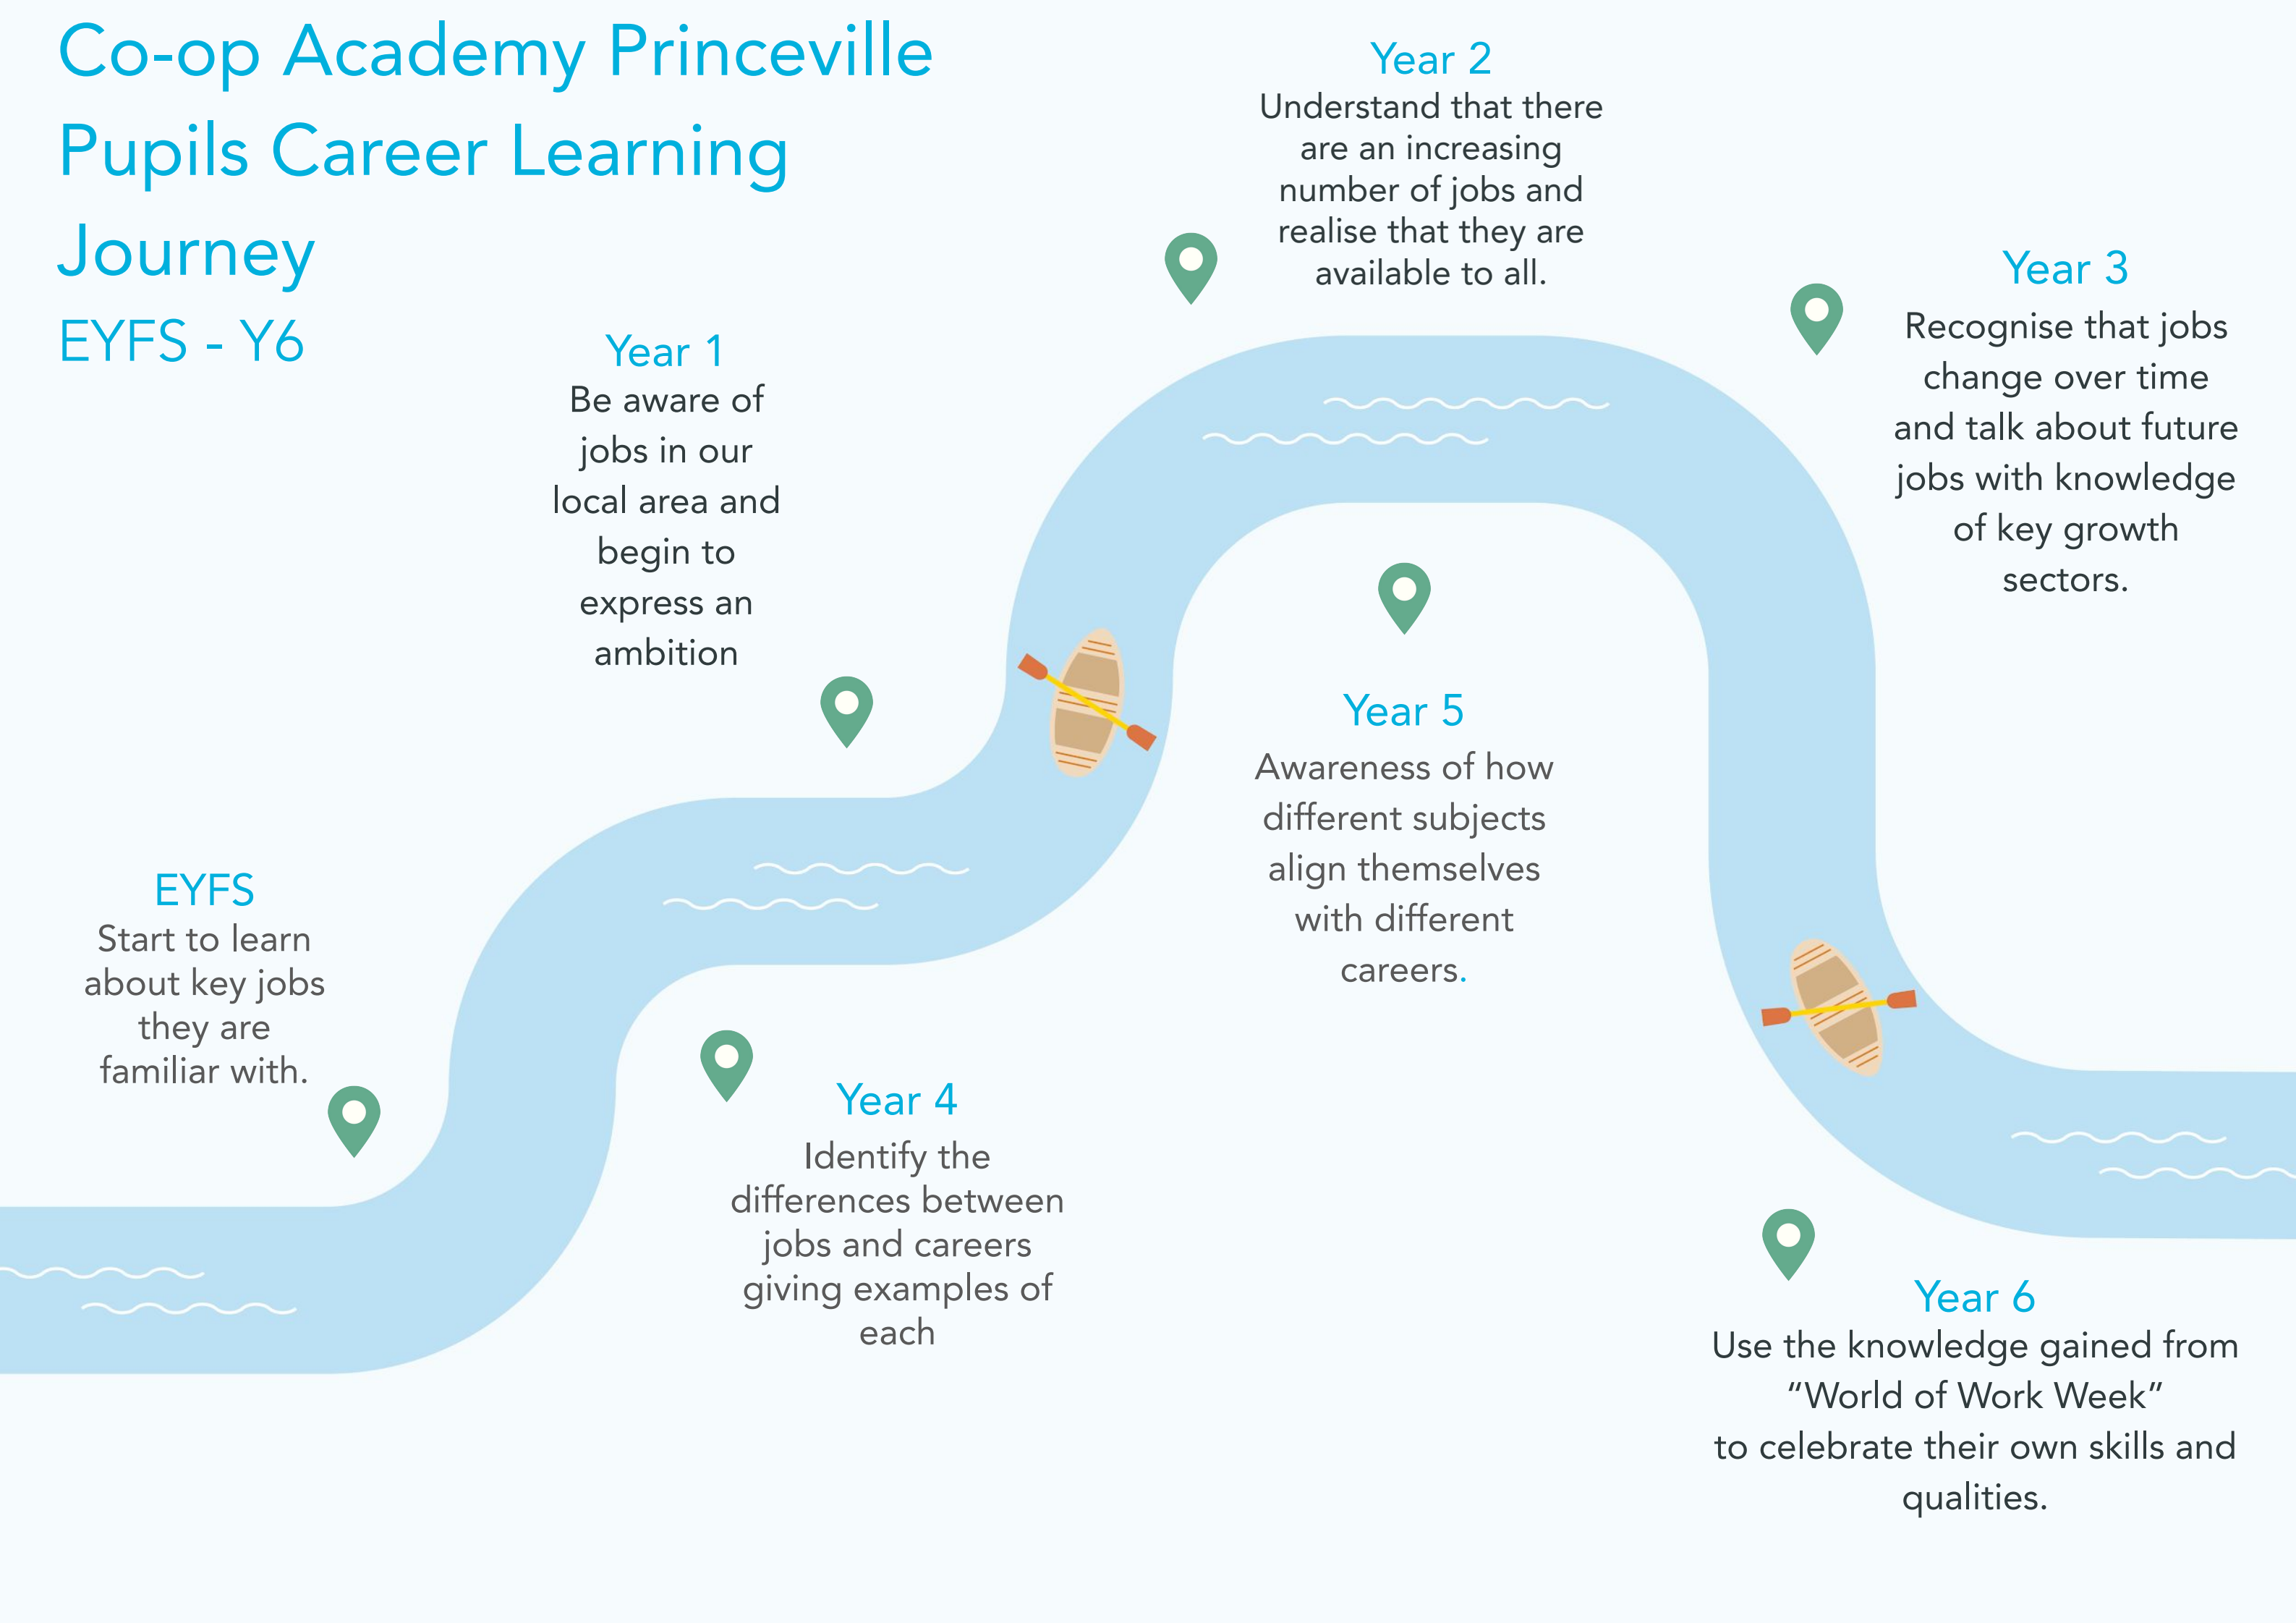 Co-op Academy Princeville
Pupils Career Learning
Journey
EYFS - Y6
EYFS
Start to learn
about key jobs
they are
familiar with.
Year 1
Be aware of
jobs in our
local area and
begin to
express an
ambition
Year 2
Understand that there
are an increasing
number of jobs and
realise that they are
available to all.
Year 3
Recognise that jobs
change over time
and talk about future
jobs with knowledge
of key growth
sectors.
Year 4
Identify the
differences between
jobs and careers
giving examples of
each
Year 5
Awareness of how
different subjects
align themselves
with different
careers.
Year 6
Use the knowledge gained from
“World of Work Week”
to celebrate their own skills and
qualities.